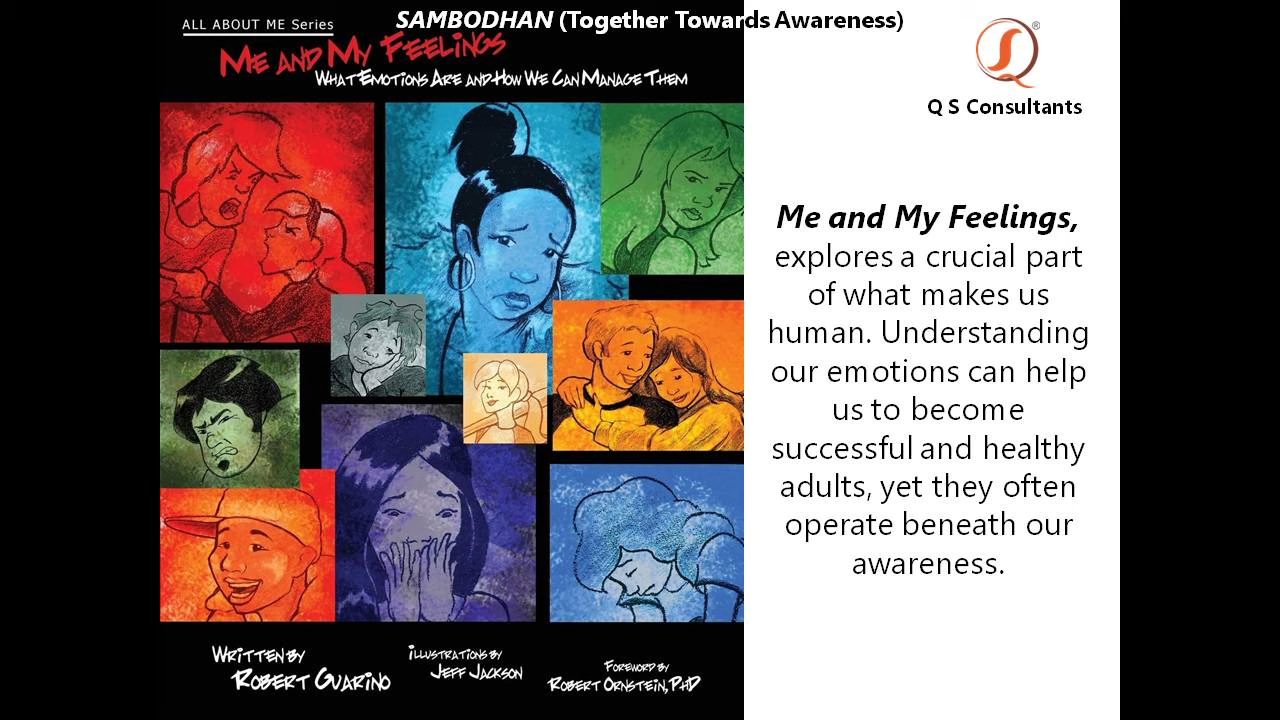 SAMBODHAN (Together Towards Awareness)
ALL ABOUT ME Series
ME AND MY FEELINGS
WHAT EMOTIONS ARE AND HOW WE CAN MANAGE THEM
WRITTEN BY
ROBERT GUARINO
ILLUSTRATIONS BY
JEFF JACKSON
FOREWORD BY
ROBERT ORNSTEIN, PHD
®
Q S Consultants
Me and My Feelings,
explores a crucial part
of what makes us
human. Understanding
our emotions can help
us to become
successful and healthy
adults, yet they often
operate beneath our
awareness.